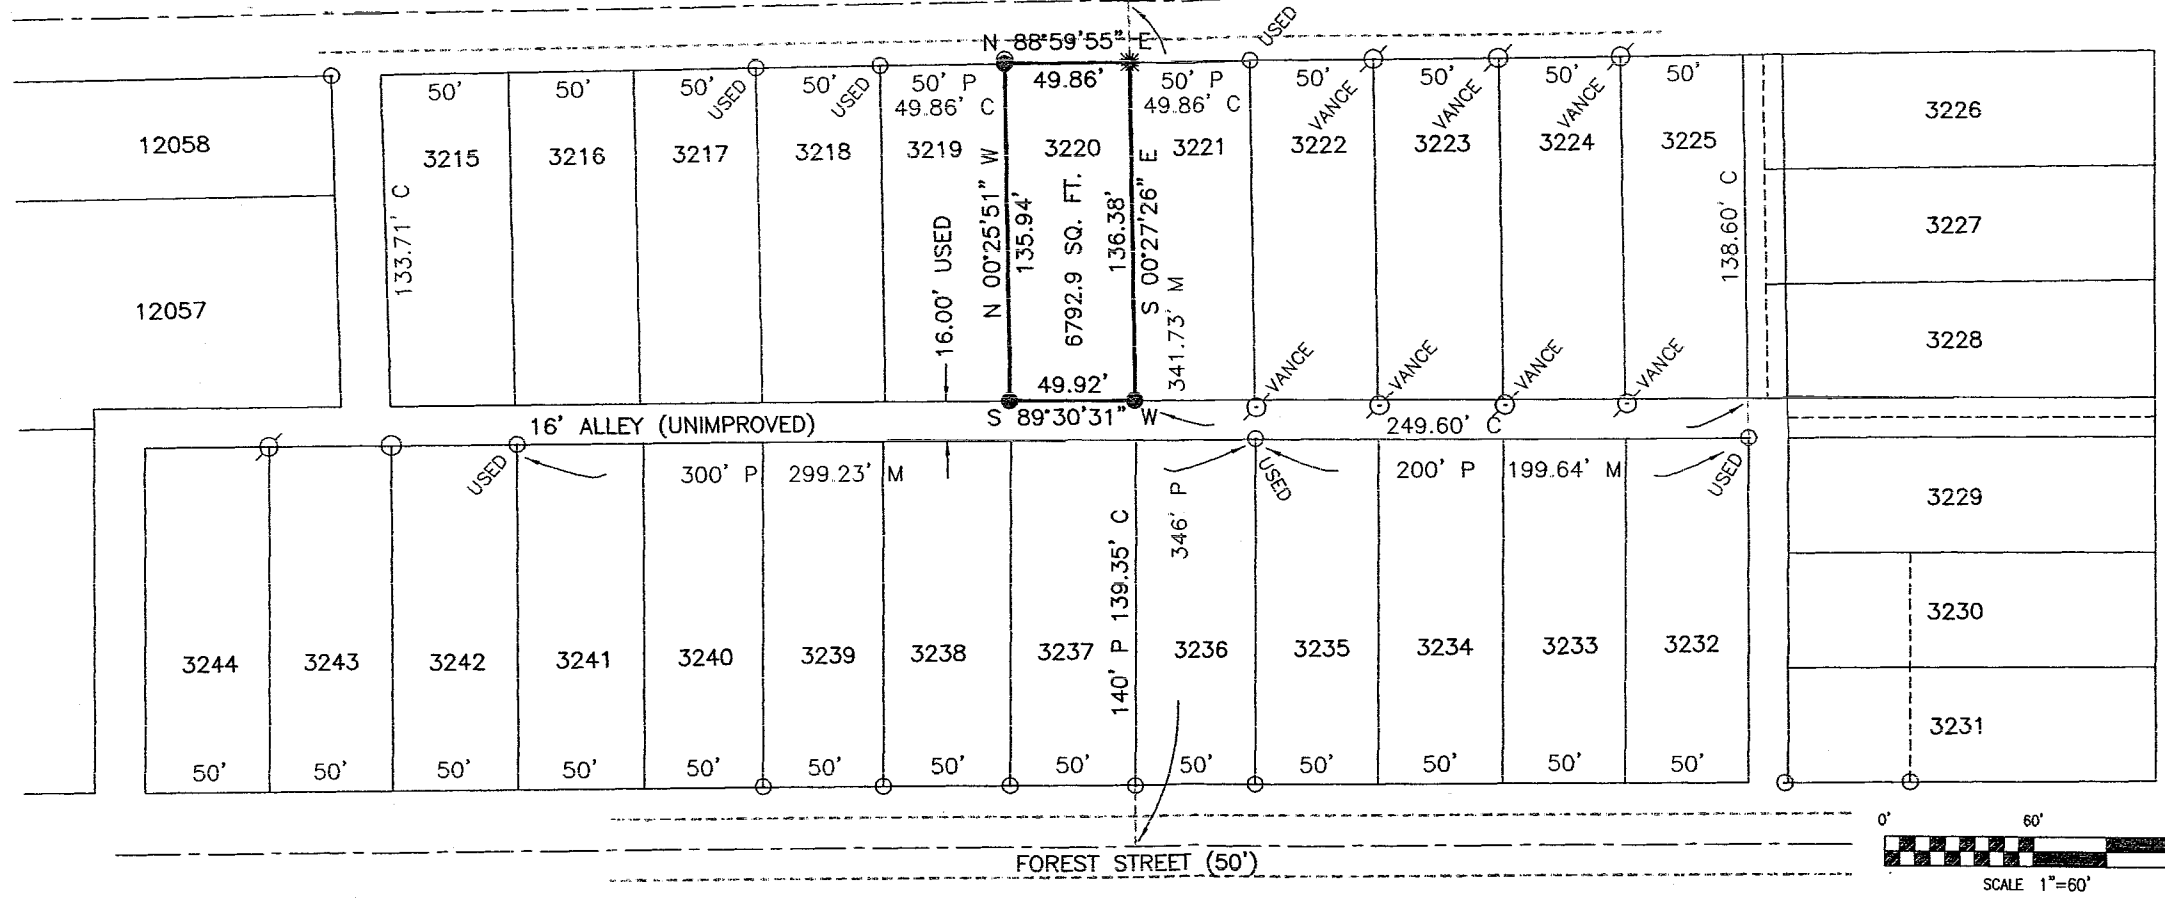 USED
N 88°59'55" E
50'
50'
50'
USED
50'
USED
50' P
49.86' C
49.86'
50' P
49.86' C
50'
VANCE
50'
VANCE
50'
VANCE
50'
12058
3215
3216
3217
3218
3219
3220
3221
3222
3223
3224
3225
3226
12057
133.71' C
16.00' USED
N 00°25'51" W
135.94'
6792.9 SQ. FT.
136.38'
S 00°27'26" E
341.73' M
138.60' C
3227
3228
49.92'
VANCE
VANCE
VANCE
VANCE
S 89°30'31" W
16' ALLEY (UNIMPROVED)
249.60' C
USED
300' P 299.23' M
346' P
USED
200' P 199.64' M
USED
3229
140' P 139.35' C
3244
3243
3242
3241
3240
3239
3238
3237
3236
3235
3234
3233
3232
3230
3231
50'
50'
50'
50'
50'
50'
50'
50'
50'
50'
50'
50'
50'
FOREST STREET (50')
0' 60'
SCALE 1"=60'